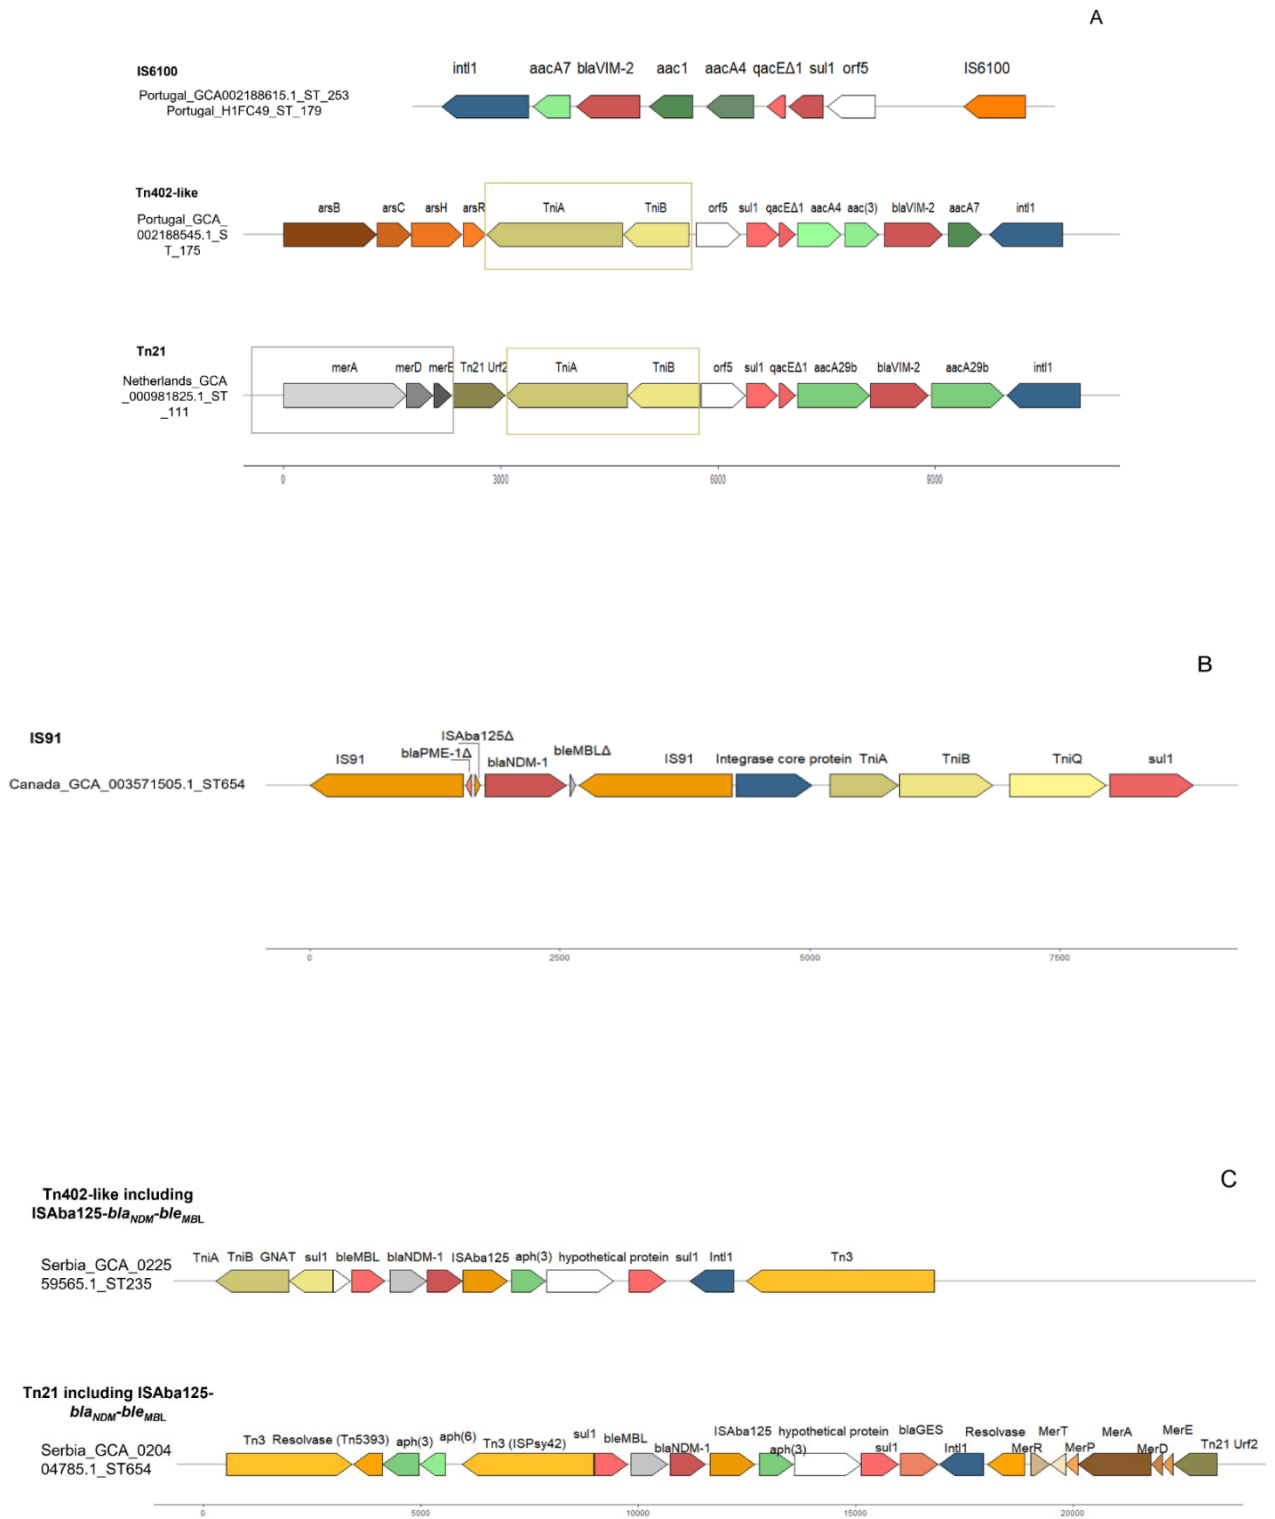 A
IS6100
intI1 aacA7 blaVIM-2 aac1 aacA4 qacEΔ1 sul1 orf5 IS6100
Portugal_GCA002188615.1_ST_253
Portugal_H1FC49_ST_179
Tn402-like
arsB arsC arsH arsR TniA TniB orf5 sul1 qacEΔ1 aacA4 aac(3) blaVIM-2 aacA7 intI1
Portugal_GCA_
002188545.1_S
T_175
Tn21
merA merD merE Tn21 Urf2 TniA TniB orf5 sul1 qacEΔ1 aacA29b blaVIM-2 aacA29b intI1
Netherlands_GCA
_000981825.1_ST
_111
0 3000 6000 9000
B
IS91
IS91 blaPME-1Δ ISAba125Δ blaNDM-1 bleMBLΔ IS91 Integrase core protein TniA TniB TniQ sul1
Canada_GCA_003571505.1_ST654
0 2500 5000 7500
C
Tn402-like including
ISAba125-blaNDM-bleMBL
TniA TniB GNAT sul1 bleMBL blaNDM-1 ISAba125 aph(3) hypothetical protein sul1 IntI1 Tn3
Serbia_GCA_0225
59565.1_ST235
Tn21 including ISAba125-
blaNDM-bleMBL
Tn3 Resolvase (Tn5393) aph(3) aph(6) Tn3 (ISPsy42) sul1 bleMBL blaNDM-1 ISAba125 aph(3) hypothetical protein sul1 blaGES IntI1 Resolvase MerR MerT MerP MerA MerD MerE Tn21 Urf2
Serbia_GCA_0204
04785.1_ST654
0 5000 10000 15000 20000